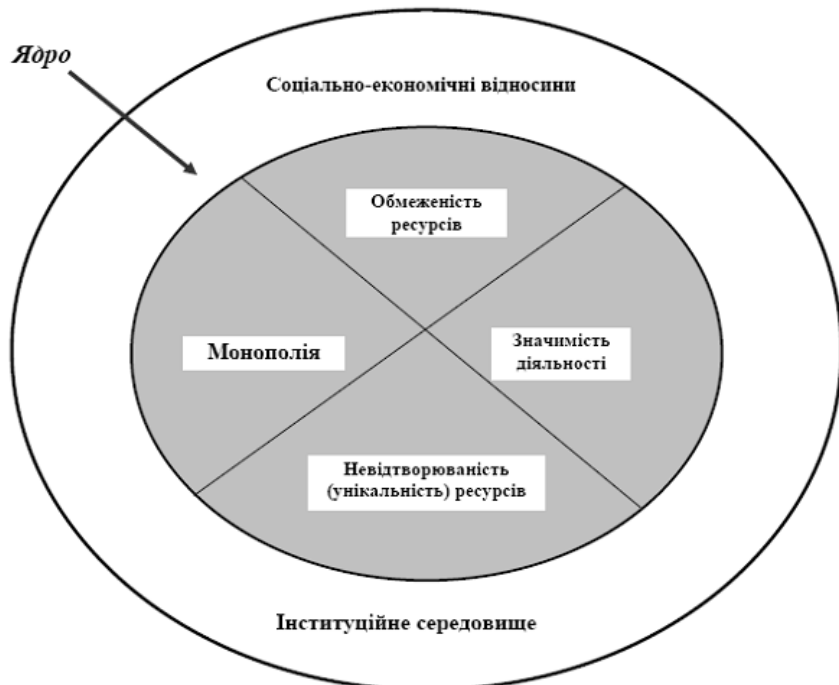 Ядро
Соціально-економічні відносини
Обмеженість
ресурсів
Монополія
Значимість
діяльності
Невідтворюваність
(унікальність) ресурсів
Інституційне середовище